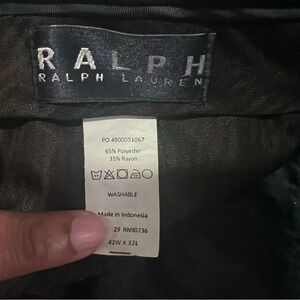 RALPH
RALPH LAUREN
PO 4900051067
65% Polyester
35% Rayon
WASHABLE
Made in Indonesia
29 RN90736
42W X 32L